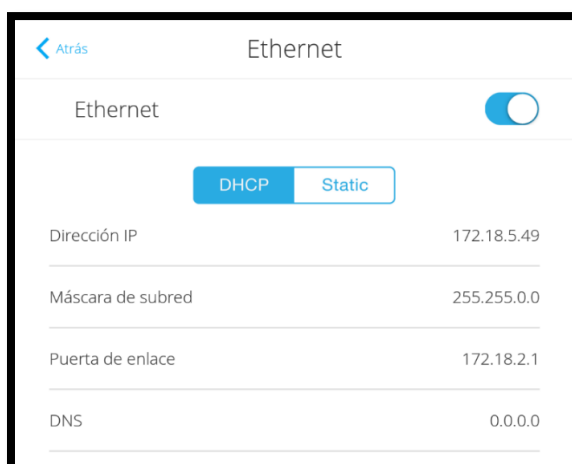 Atrás Ethernet
Ethernet
DHCP Static
Dirección IP 172.18.5.49
Máscara de subred 255.255.0.0
Puerta de enlace 172.18.2.1
DNS 0.0.0.0